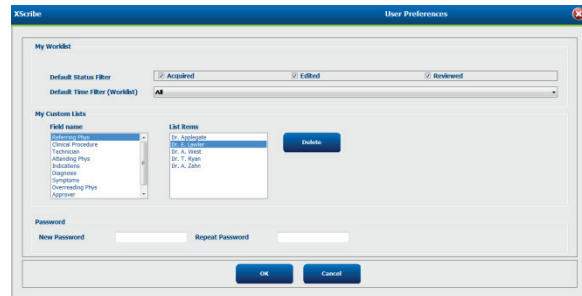 XScribe User Preferences
My Worklist
Default Status Filter Acquired Edited Reviewed
Default Time Filter (Worklist) All
My Custom Lists
Field name List Items
Referring Phys Dr. Applegate
Clinical Procedure Dr. E. Lawler Delete
Technician Dr. A. West
Attending Phys Dr. T. Ryan
Indications Dr. A. Zahn
Diagnosis
Symptoms
Overreading Phys
Approver
Password
New Password Repeat Password
OK Cancel